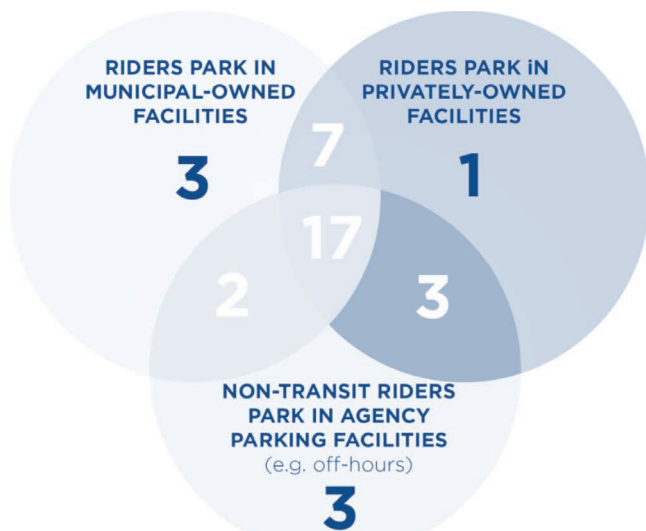 RIDERS PARK IN
MUNICIPAL-OWNED
FACILITIES
3
RIDERS PARK iN
PRIVATELY-OWNED
FACILITIES
1
7
17
2
3
NON-TRANSIT RIDERS
PARK IN AGENCY
PARKING FACILITIES
(e.g. off-hours)
3